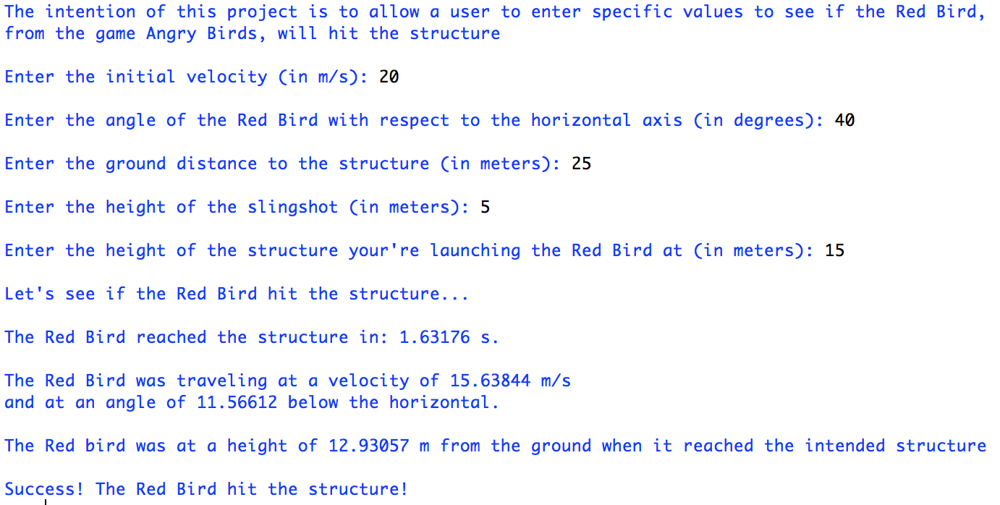 The intention of this project is to allow a user to enter specific values to see if the Red Bird,
from the game Angry Birds, will hit the structure
Enter the initial velocity (in m/s): 20
Enter the angle of the Red Bird with respect to the horizontal axis (in degrees): 40
Enter the ground distance to the structure (in meters): 25
Enter the height of the slingshot (in meters): 5
Enter the height of the structure your're launching the Red Bird at (in meters): 15
Let's see if the Red Bird hit the structure...
The Red Bird reached the structure in: 1.63176 s.
The Red Bird was traveling at a velocity of 15.63844 m/s
and at an angle of 11.56612 below the horizontal.
The Red bird was at a height of 12.93057 m from the ground when it reached the intended structure
Success! The Red Bird hit the structure!